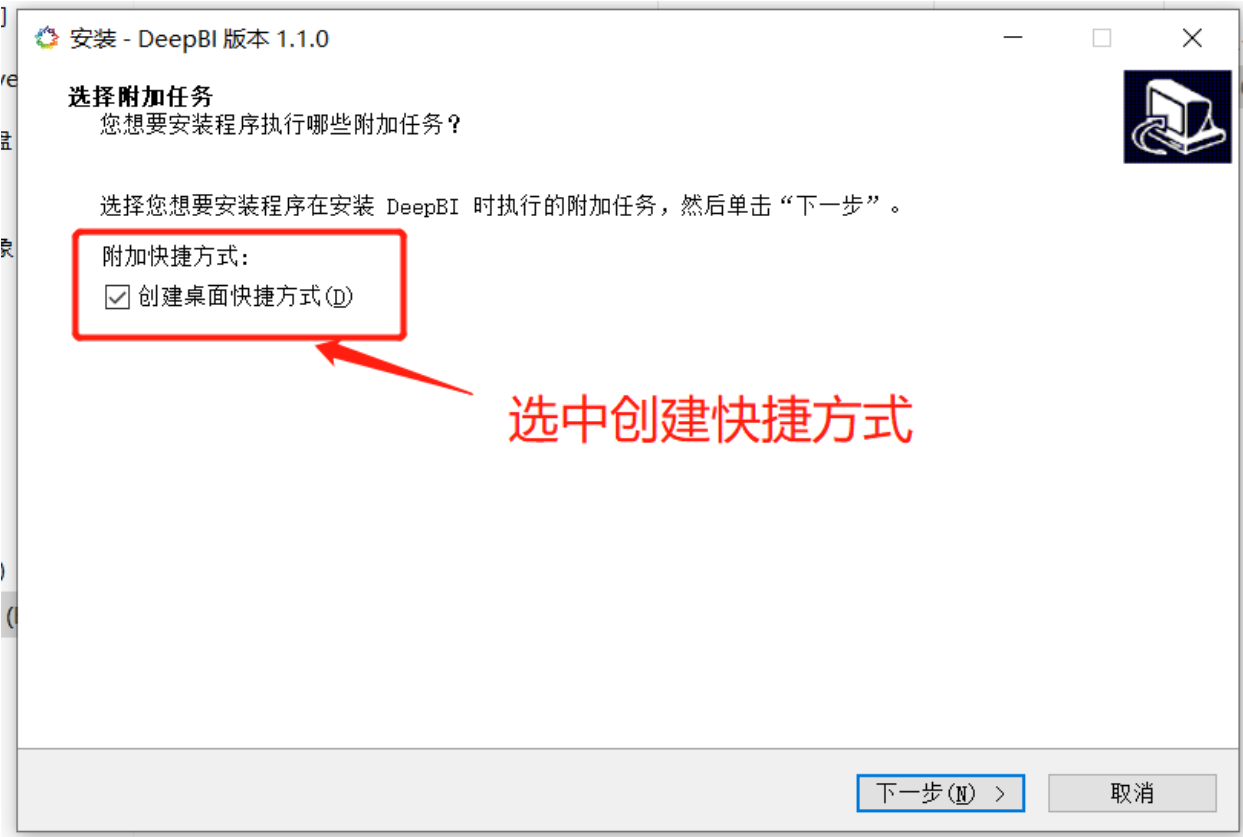 安装 - DeepBI 版本 1.1.0
选择附加任务
您想要安装程序执行哪些附加任务？
选择您想要安装程序在安装 DeepBI 时执行的附加任务，然后单击“下一步”。
附加快捷方式:
创建桌面快捷方式(D)
选中创建快捷方式
下一步(N) >
取消